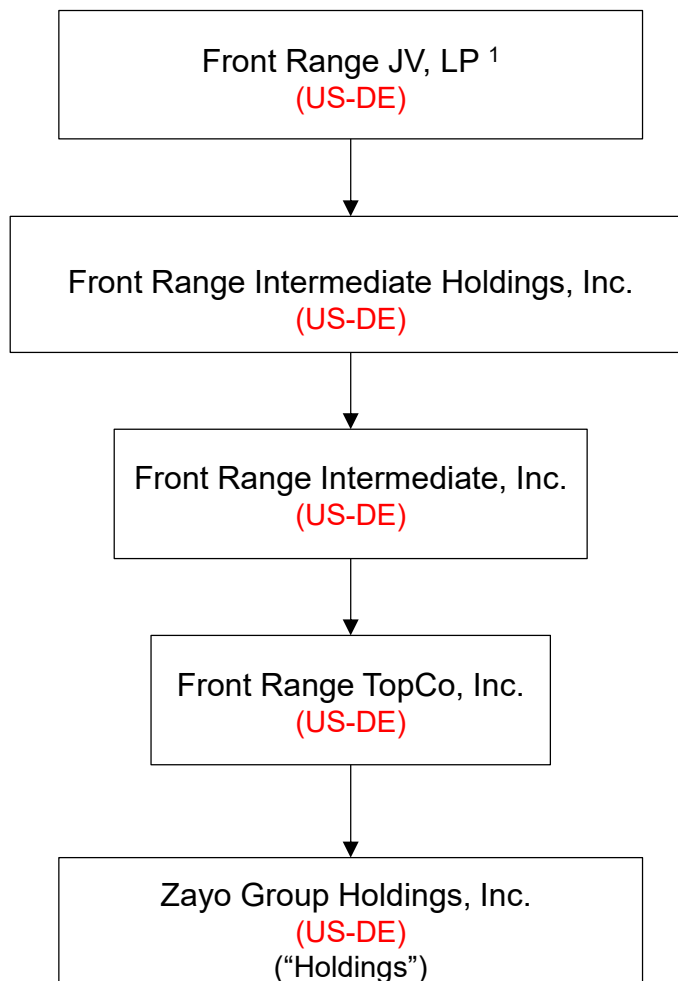 Front Range JV, LP ¹
(US-DE)
Front Range Intermediate Holdings, Inc.
(US-DE)
Front Range Intermediate, Inc.
(US-DE)
Front Range TopCo, Inc.
(US-DE)
Zayo Group Holdings, Inc.
(US-DE)
(“Holdings”)